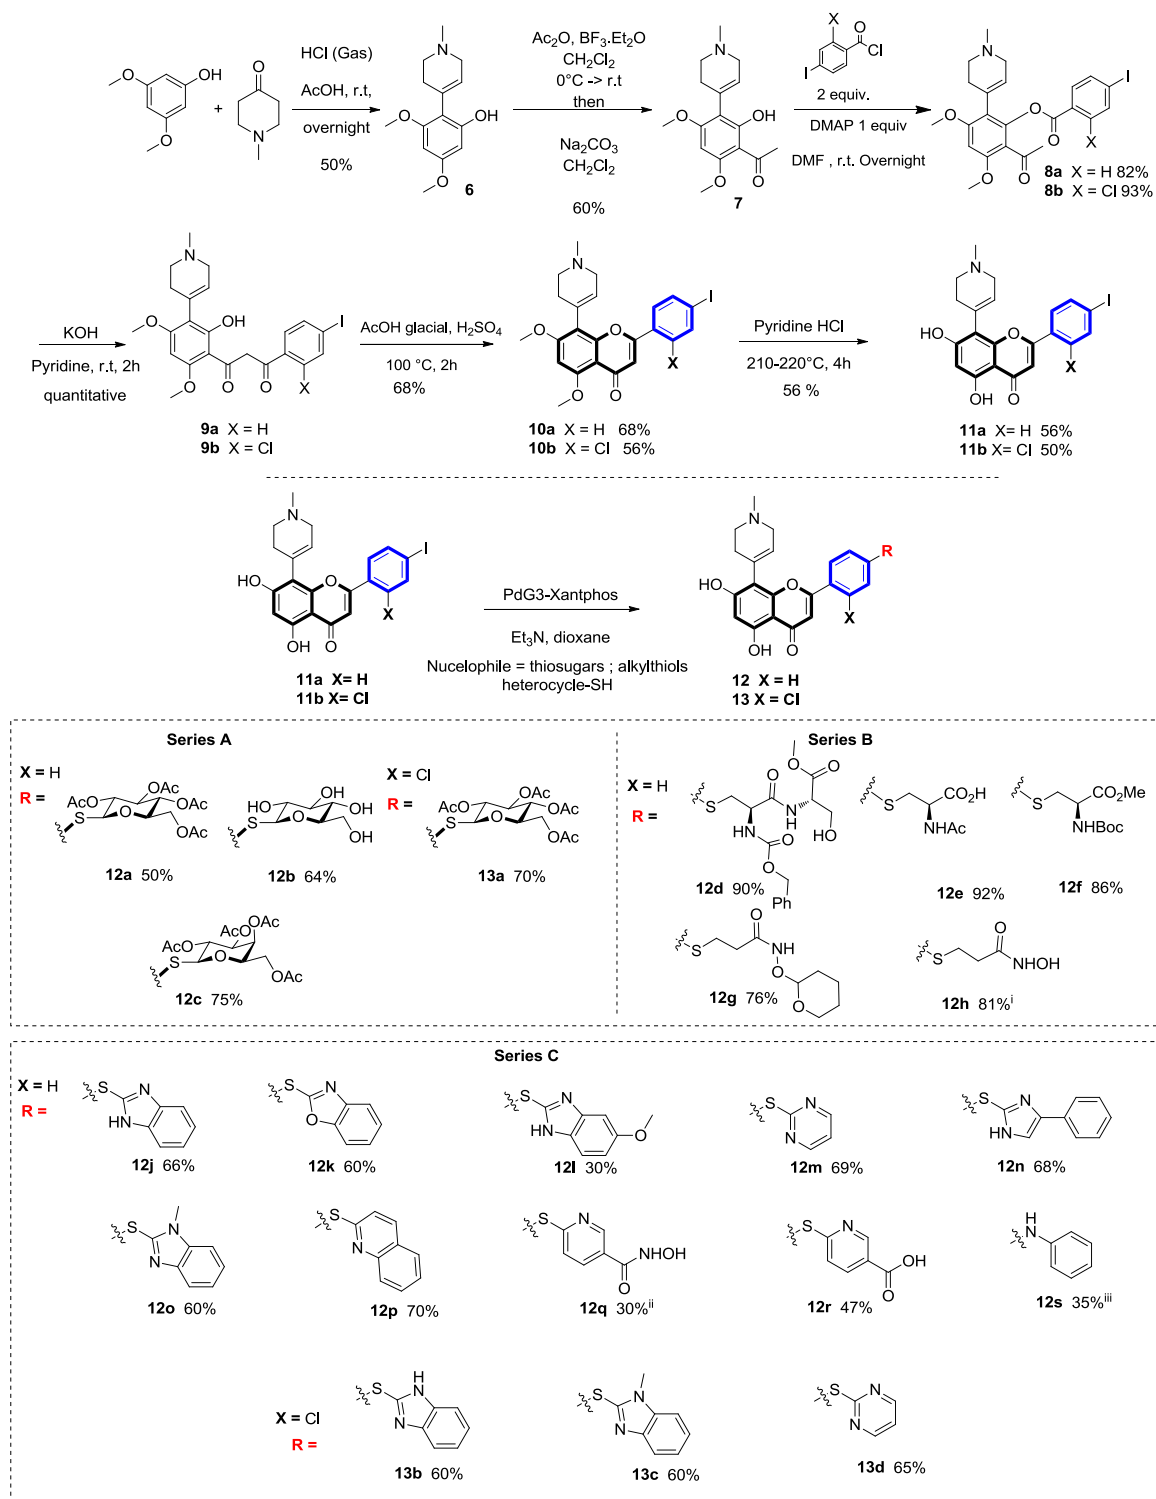 HCl (Gas)
AcOH, r.t,
overnight
50%
6
Ac2O, BF3.Et2O
CH2Cl2
0°C -> r.t
then
Na2CO3
CH2Cl2
60%
7
2 equiv.
DMAP 1 equiv
DMF , r.t. Overnight
8a X = H 82%
8b X = Cl 93%
KOH
Pyridine, r.t, 2h
quantitative
9a X = H
9b X = Cl
AcOH glacial, H2SO4
100 °C, 2h
68%
10a X = H 68%
10b X = Cl 56%
Pyridine HCl
210-220°C, 4h
56 %
11a X= H 56%
11b X= Cl 50%
11a X= H
11b X= Cl
PdG3-Xantphos
Et3N, dioxane
Nucelophile = thiosugars ; alkylthiols
heterocycle-SH
12 X = H
13 X = Cl
Series A
X = H
R =
12a 50%
12b 64%
X = Cl
R =
13a 70%
12c 75%
Series B
X = H
R =
12d 90%
12e 92%
12f 86%
12g 76%
12h 81%i
Series C
X = H
R =
12j 66%
12k 60%
12l 30%
12m 69%
12n 68%
12o 60%
12p 70%
12q 30%ii
12r 47%
12s 35%iii
X = Cl
R =
13b 60%
13c 60%
13d 65%